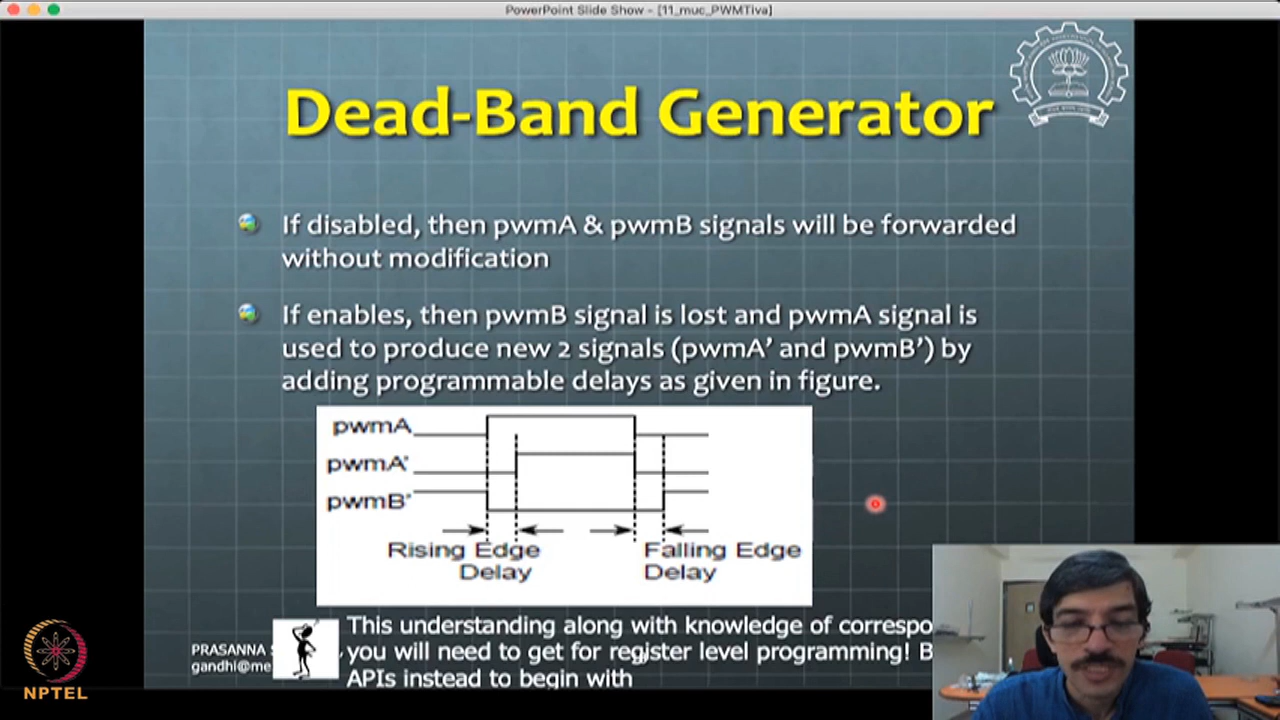 PowerPoint Slide Show - [11_muc_PWMTiva]
Dead-Band Generator
If disabled, then pwmA & pwmB signals will be forwarded
without modification
If enables, then pwmB signal is lost and pwmA signal is
used to produce new 2 signals (pwmA’ and pwmB’) by
adding programmable delays as given in figure.
pwmA
pwmA'
pwmB'
Rising Edge
Delay
Falling Edge
Delay
This understanding along with knowledge of
you will need to get for register level programming!
APIs instead to begin with
PRASANNA
gandhi@me
NPTEL